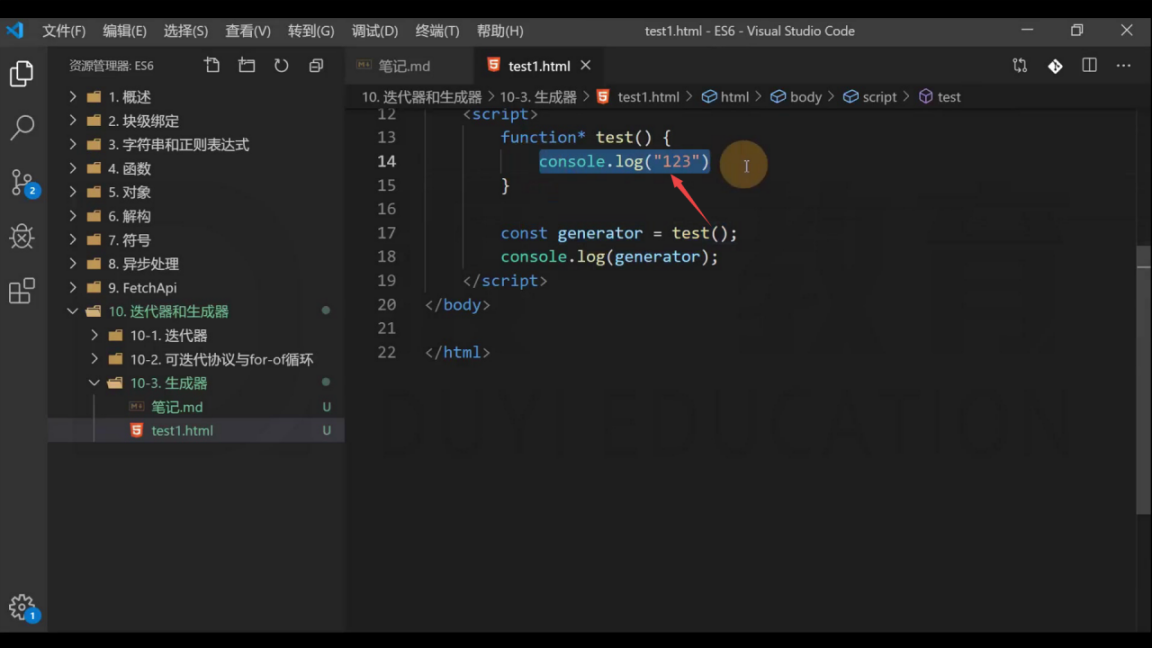 文件(F) 编辑(E) 选择(S) 查看(V) 转到(G) 调试(D) 终端(T) 帮助(H) test1.html - ES6 - Visual Studio Code
资源管理器: ES6
笔记.md test1.html
10. 迭代器和生成器 > 10-3. 生成器 > test1.html > html > body > script > test
1. 概述
2. 块级绑定
3. 字符串和正则表达式
4. 函数
5. 对象
6. 解构
7. 符号
8. 异步处理
9. FetchApi
10. 迭代器和生成器
10-1. 迭代器
10-2. 可迭代协议与for-of循环
10-3. 生成器
笔记.md U
test1.html U
2
1
12 <script>
13 function* test() {
14 console.log("123")
15 }
16
17 const generator = test();
18 console.log(generator);
19 </script>
20 </body>
21
22 </html>
DUYI EDUCATION